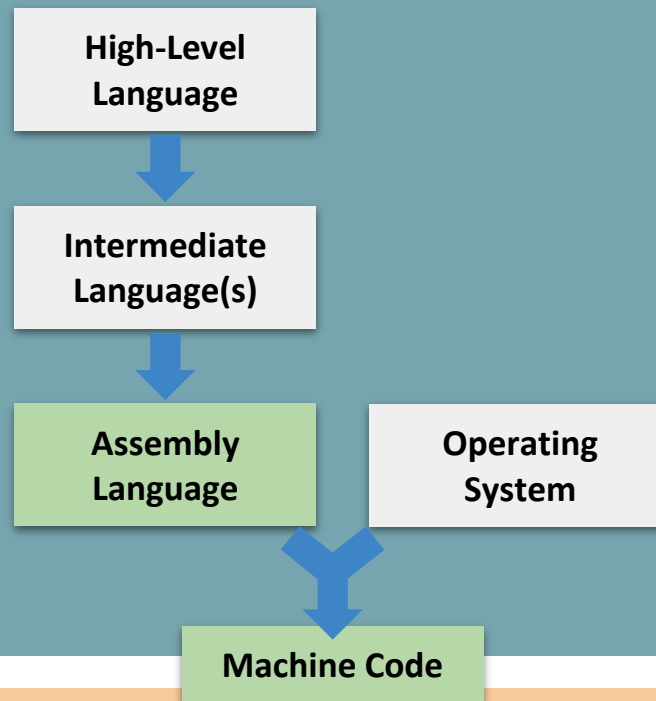 High-Level
Language
Intermediate
Language(s)
Assembly
Language
Operating
System
Machine Code